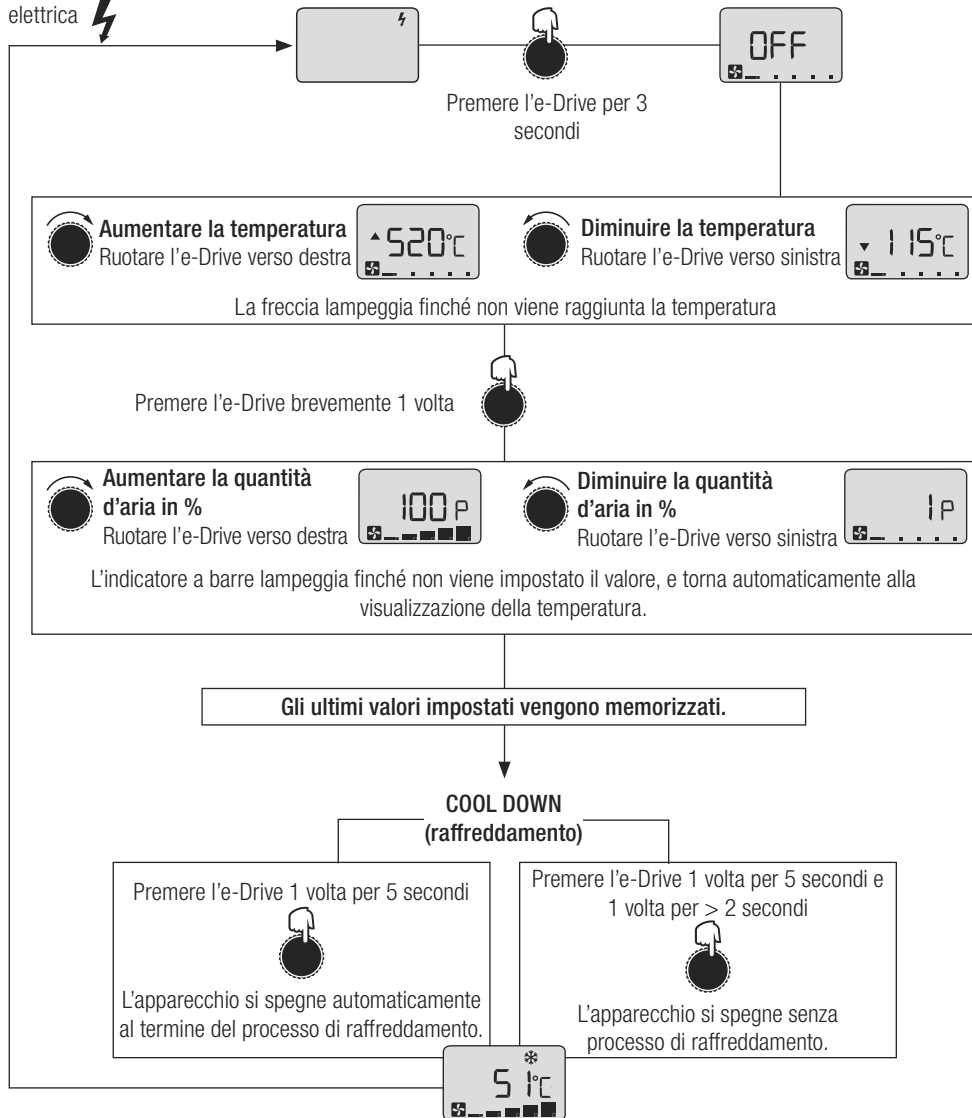 elettrica
OFF
Premere l'e-Drive per 3
secondi
Aumentare la temperatura
Ruotare l'e-Drive verso destra
520°C
Diminuire la temperatura
Ruotare l'e-Drive verso sinistra
115°C
La freccia lampeggia finché non viene raggiunta la temperatura
Premere l'e-Drive brevemente 1 volta
Aumentare la quantità
d'aria in %
Ruotare l'e-Drive verso destra
100 P
Diminuire la quantità
d'aria in %
Ruotare l'e-Drive verso sinistra
1 P
L'indicatore a barre lampeggia finché non viene impostato il valore, e torna automaticamente alla
visualizzazione della temperatura.
Gli ultimi valori impostati vengono memorizzati.
COOL DOWN
(raffreddamento)
Premere l'e-Drive 1 volta per 5 secondi
L'apparecchio si spegne automaticamente
al termine del processo di raffreddamento.
Premere l'e-Drive 1 volta per 5 secondi e
1 volta per > 2 secondi
L'apparecchio si spegne senza
processo di raffreddamento.
51°C